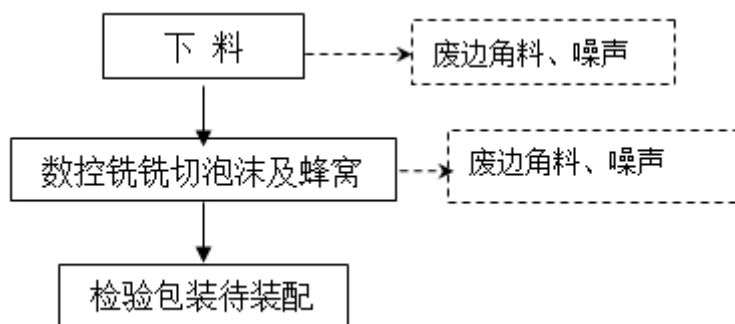 下 料
废边角料、噪声
数控铣铣切泡沫及蜂窝
废边角料、噪声
检验包装待装配